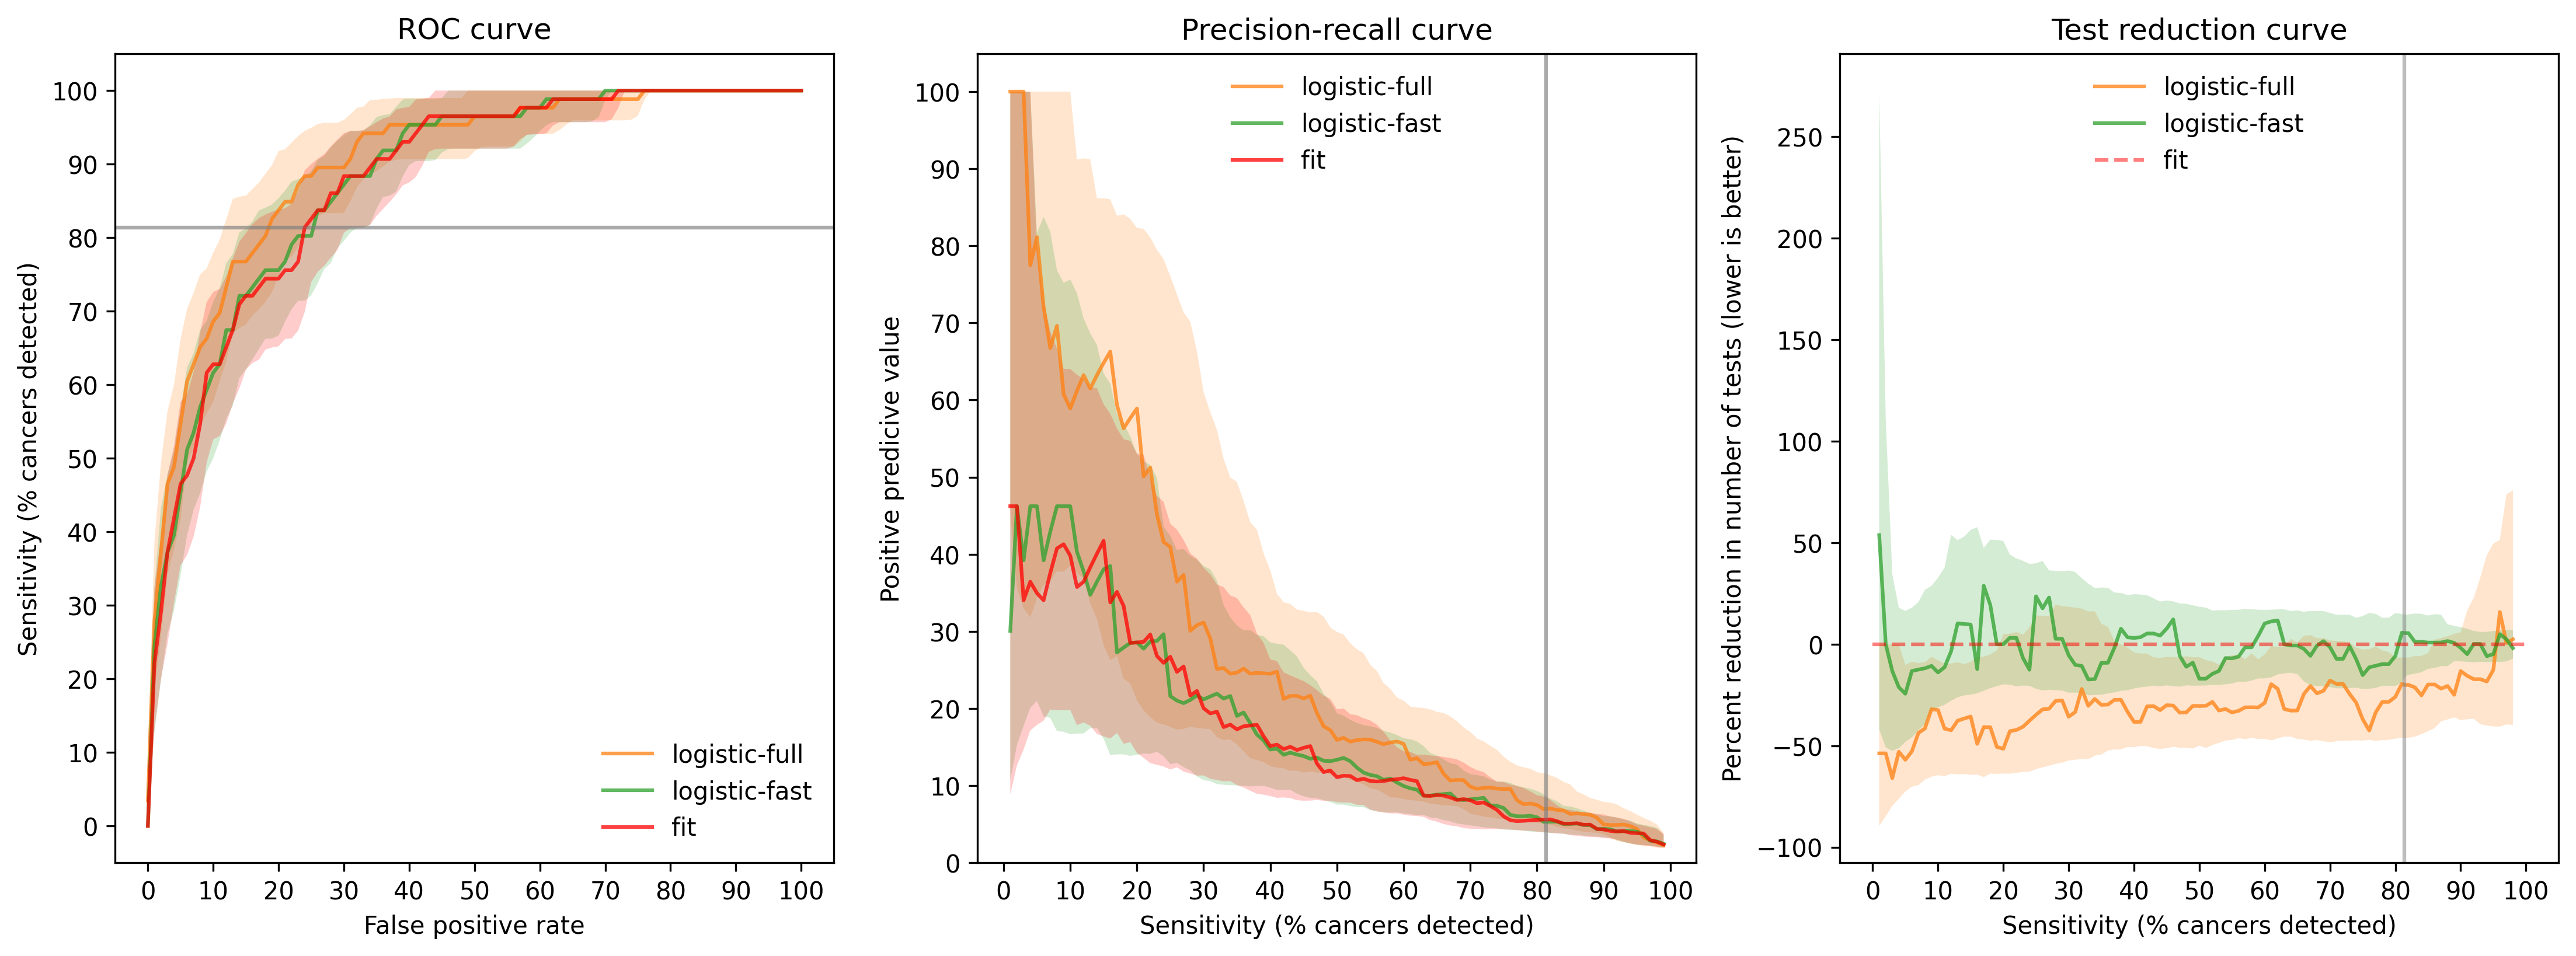 ROC curve
Sensitivity (% cancers detected)
100
90
80
70
60
50
40
30
20
10
0
logistic-full
logistic-fast
fit
0 10 20 30 40 50 60 70 80 90 100
False positive rate
Precision-recall curve
Positive predicive value
100
90
80
70
60
50
40
30
20
10
0
logistic-full
logistic-fast
fit
0 10 20 30 40 50 60 70 80 90 100
Sensitivity (% cancers detected)
Test reduction curve
Percent reduction in number of tests (lower is better)
250
200
150
100
50
0
−50
−100
logistic-full
logistic-fast
fit
0 10 20 30 40 50 60 70 80 90 100
Sensitivity (% cancers detected)